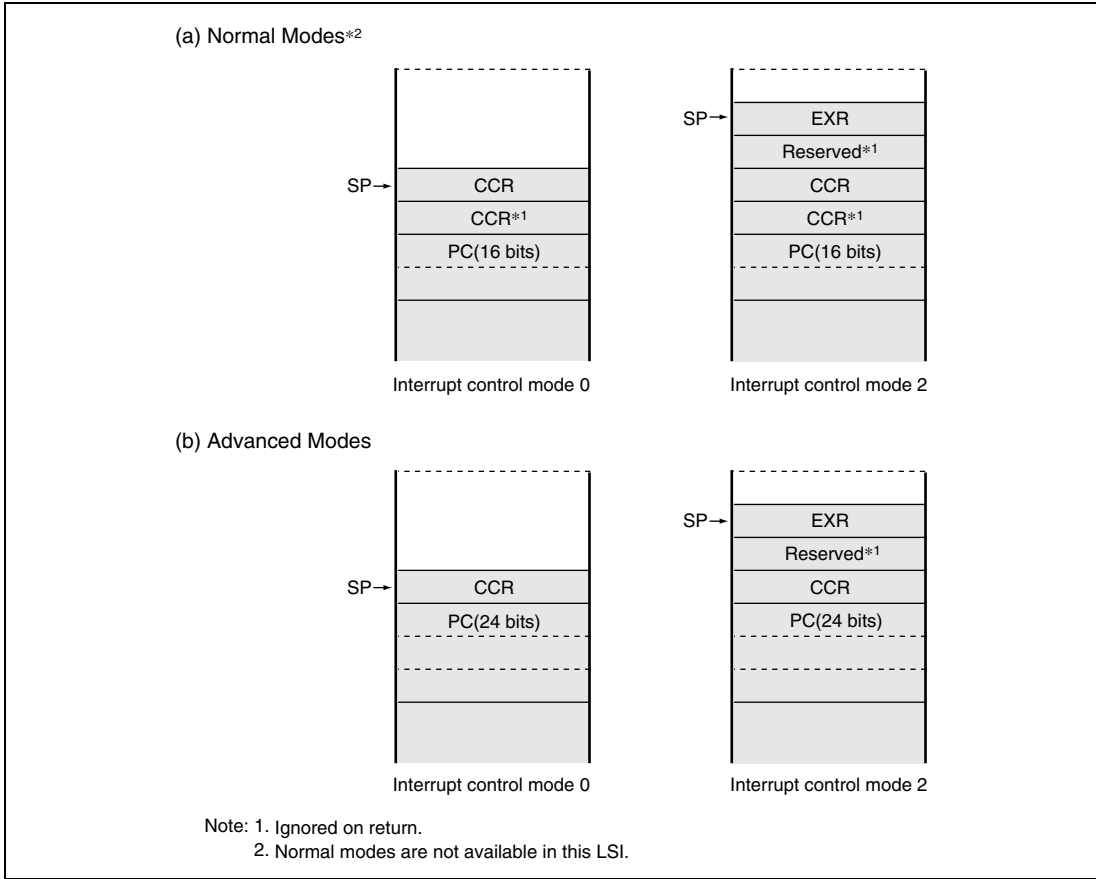 (a) Normal Modes*2
SP→ CCR
CCR*1
PC(16 bits)
Interrupt control mode 0
SP→ EXR
Reserved*1
CCR
CCR*1
PC(16 bits)
Interrupt control mode 2
(b) Advanced Modes
SP→ CCR
PC(24 bits)
Interrupt control mode 0
SP→ EXR
Reserved*1
CCR
PC(24 bits)
Interrupt control mode 2
Note: 1. Ignored on return.
2. Normal modes are not available in this LSI.